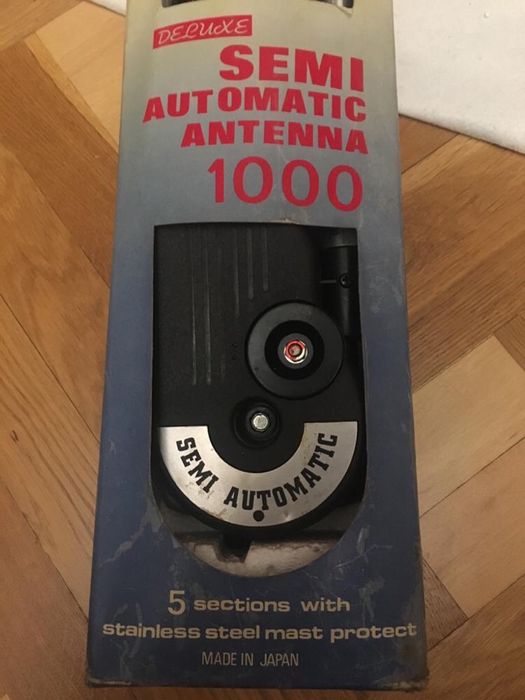 DELUXE
SEMI
AUTOMATIC
ANTENNA
1000
SEMI AUTOMATIC
5 sections with
stainless steel mast protect
MADE IN JAPAN